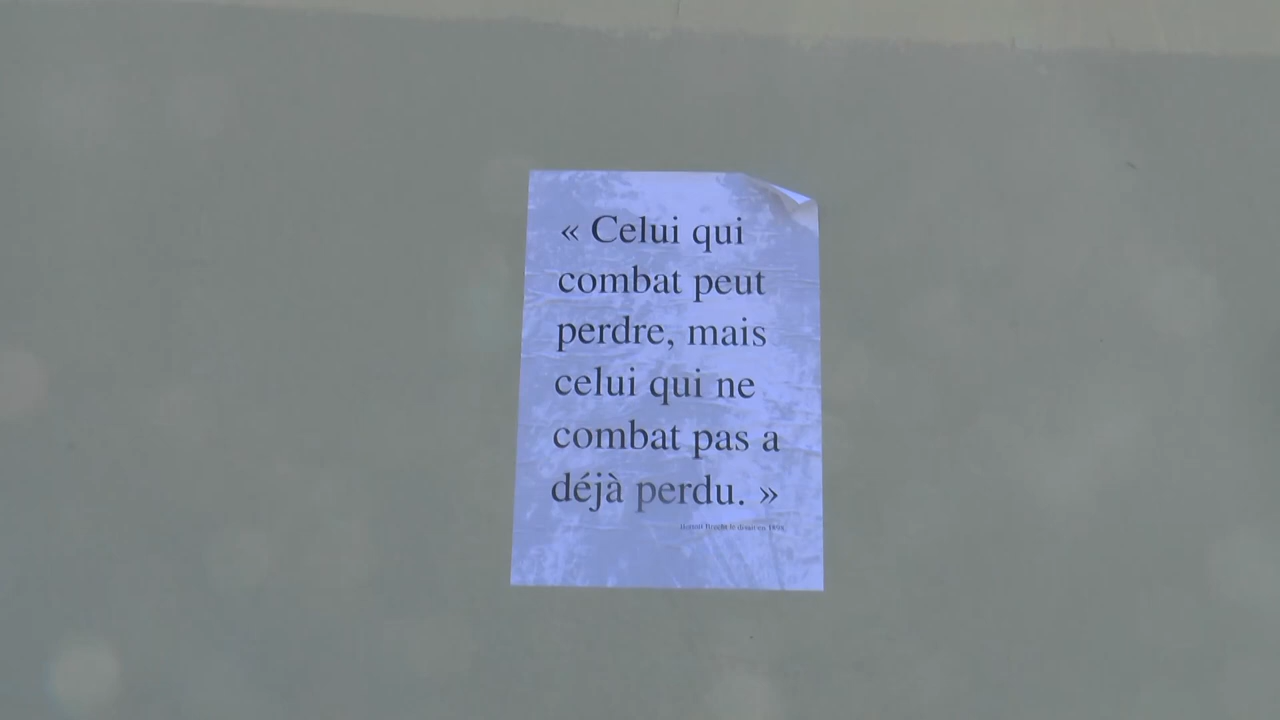 « Celui qui
combat peut
perdre, mais
celui qui ne
combat pas a
déjà perdu. »